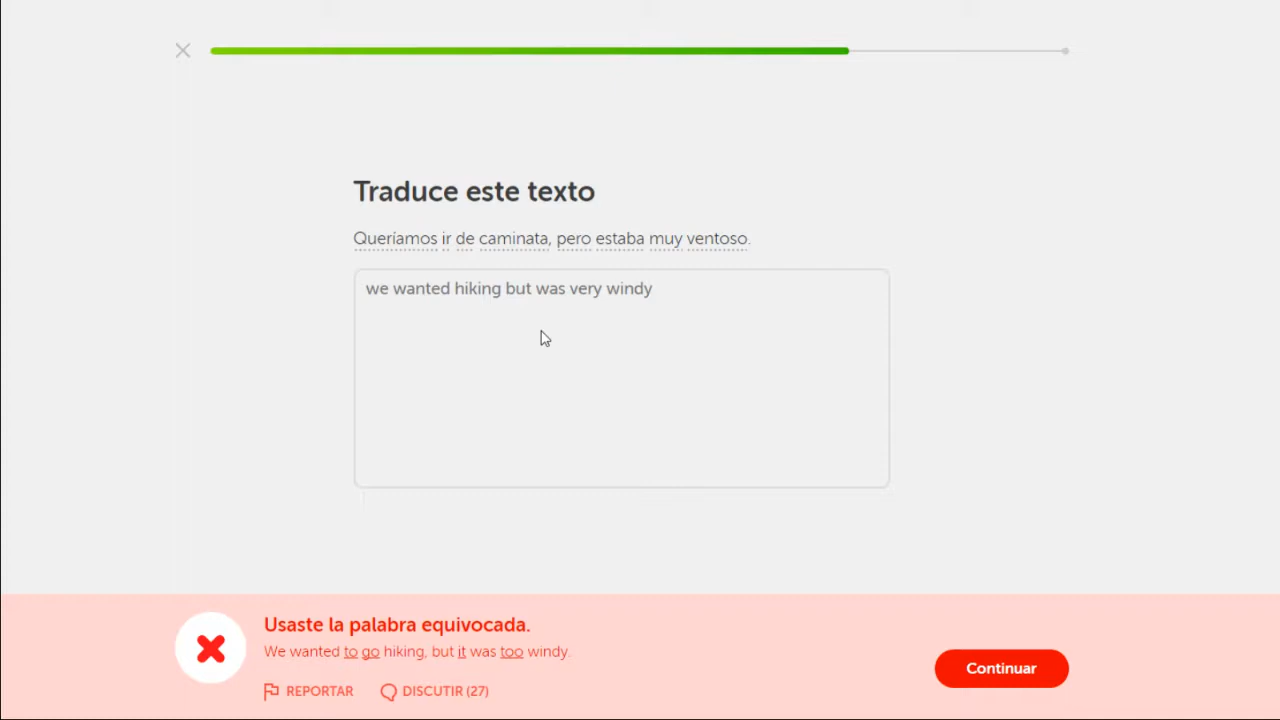 Traduce este texto
Queríamos ir de caminata, pero estaba muy ventoso.
we wanted hiking but was very windy
Usaste la palabra equivocada.
We wanted to go hiking, but it was too windy.
REPORTAR DISCUTIR (27)
Continuar